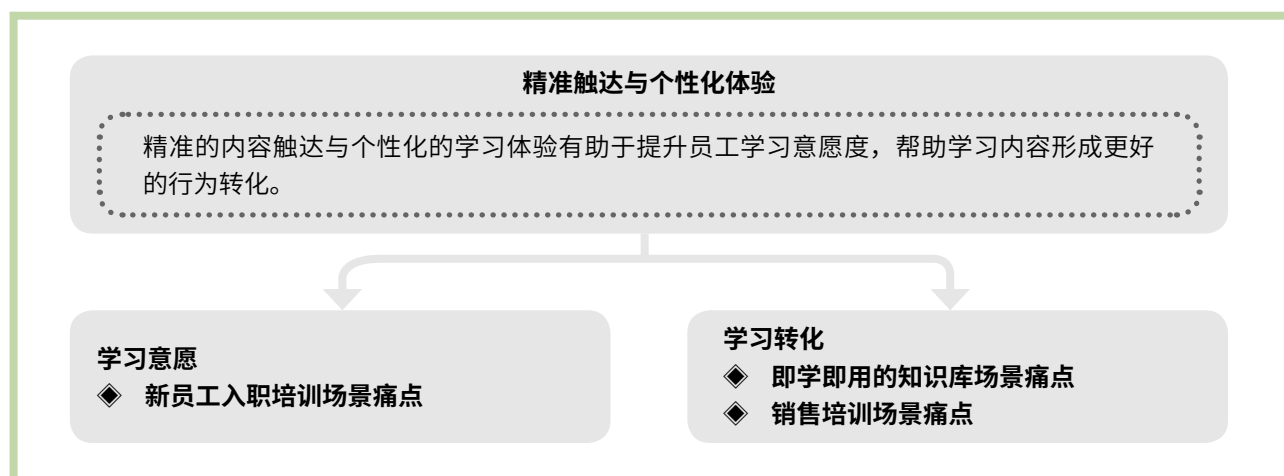 精准触达与个性化体验
精准的内容触达与个性化的学习体验有助于提升员工学习意愿度，帮助学习内容形成更好
的行为转化。
学习意愿
◈ 新员工入职培训场景痛点
学习转化
◈ 即学即用的知识库场景痛点
◈ 销售培训场景痛点